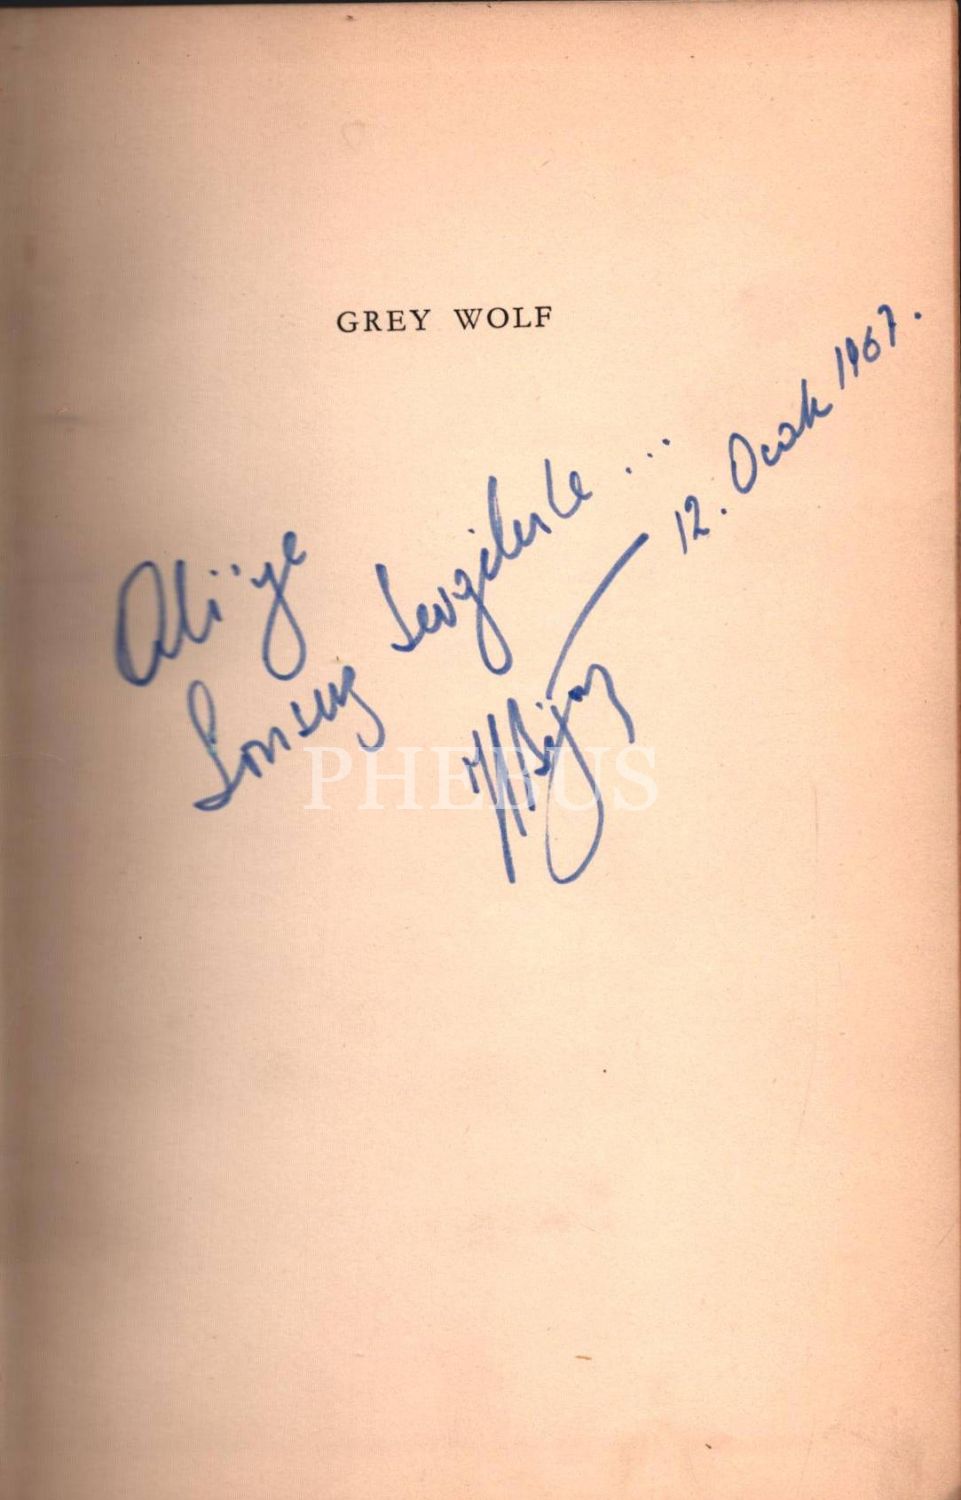 GREY WOLF
Ali'ye
Sonsuz Sevgilerle...
12. Ocak 1967.
PHEBUS